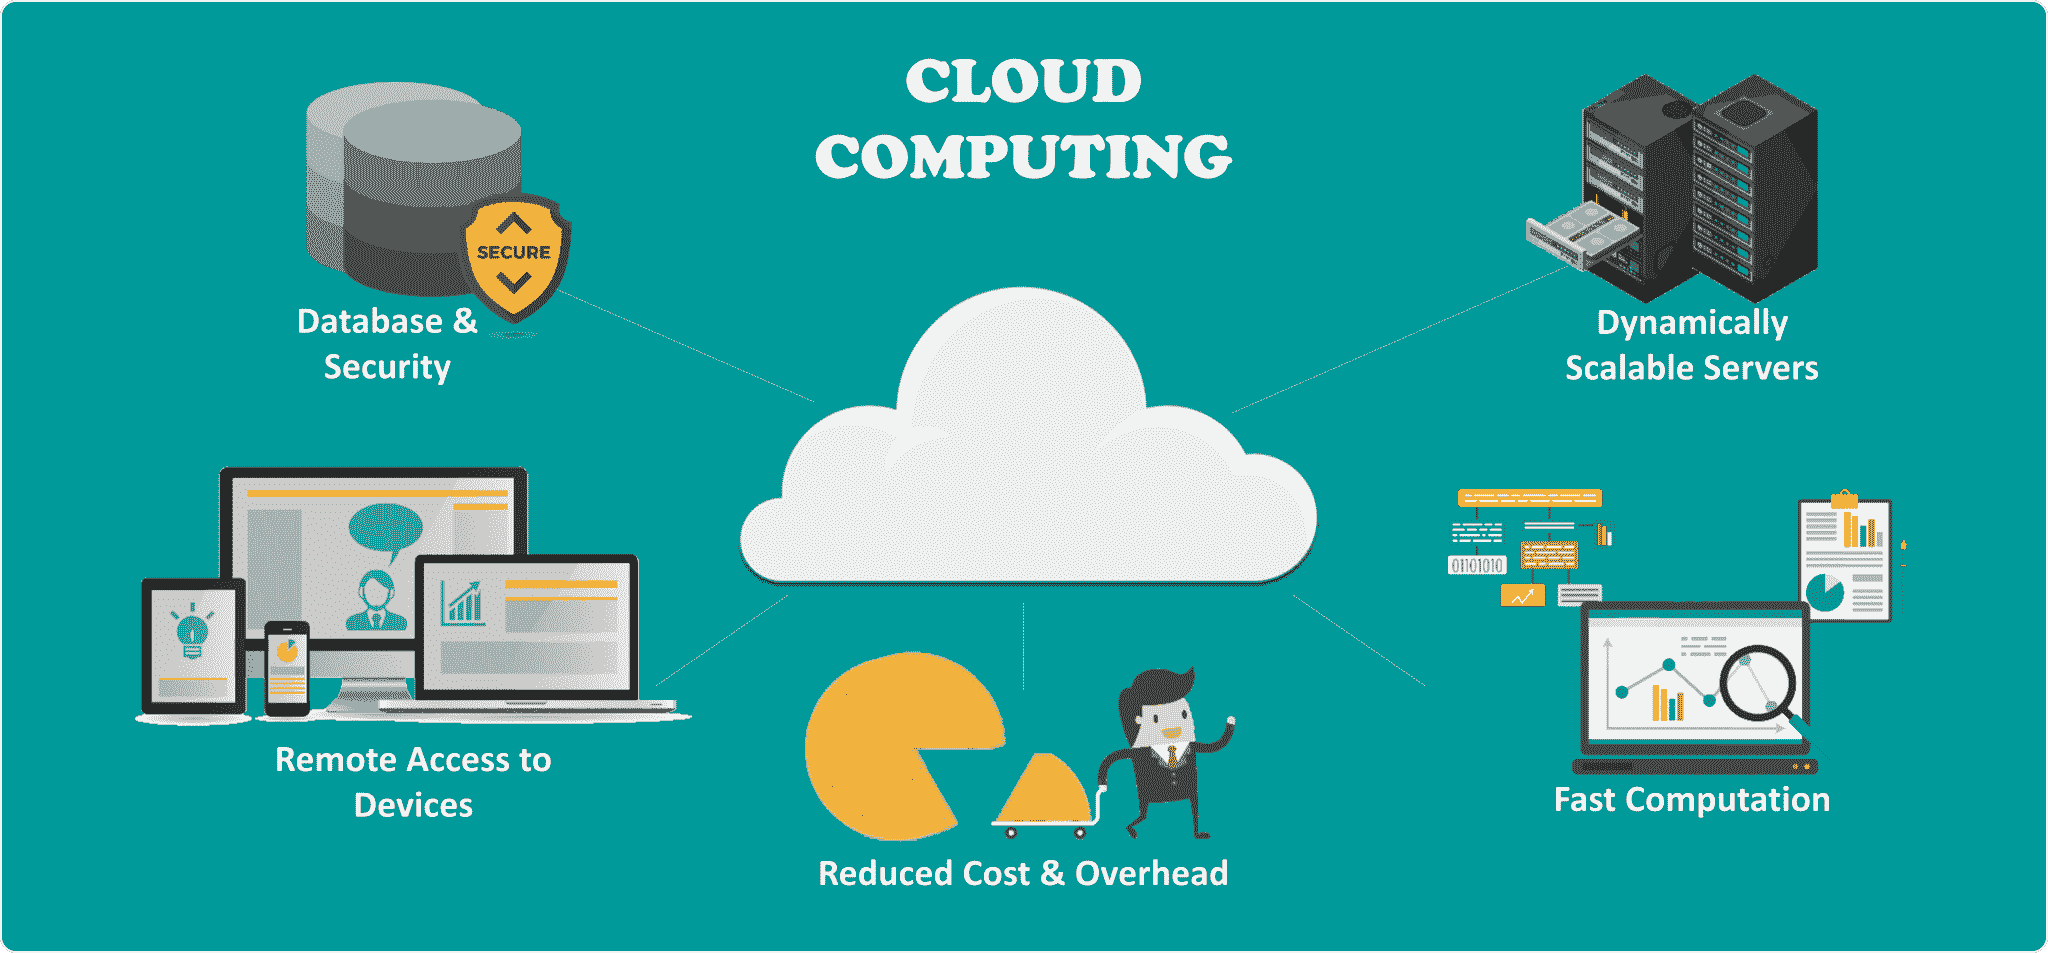 CLOUD
COMPUTING
SECURE
Database &
Security
Dynamically
Scalable Servers
01101010
Remote Access to
Devices
Fast Computation
Reduced Cost & Overhead